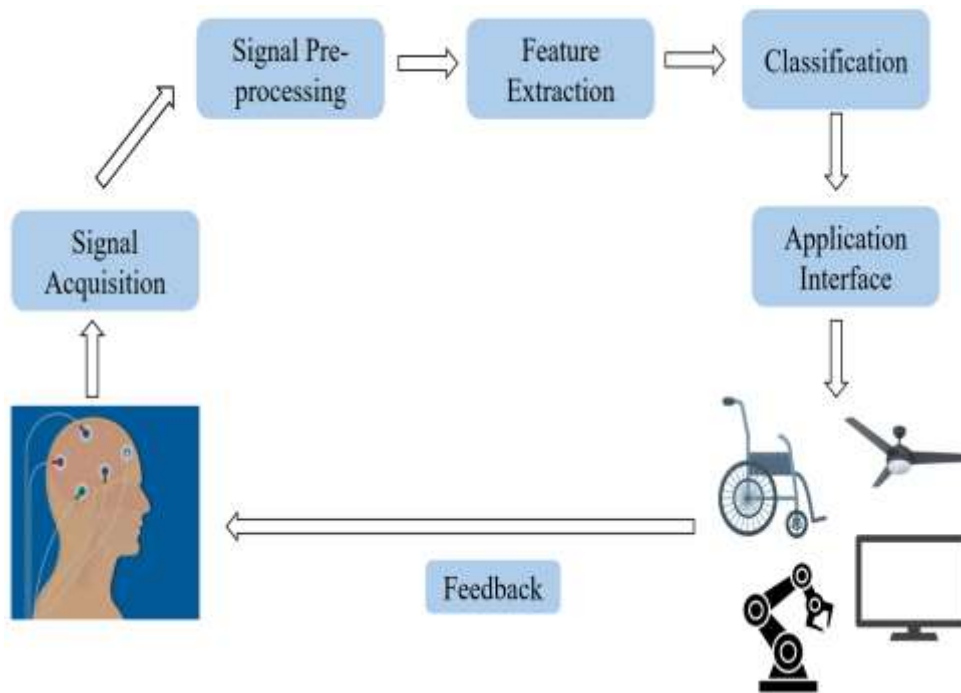 Signal Pre-
processing
Feature
Extraction
Classification
Signal
Acquisition
Application
Interface
Feedback